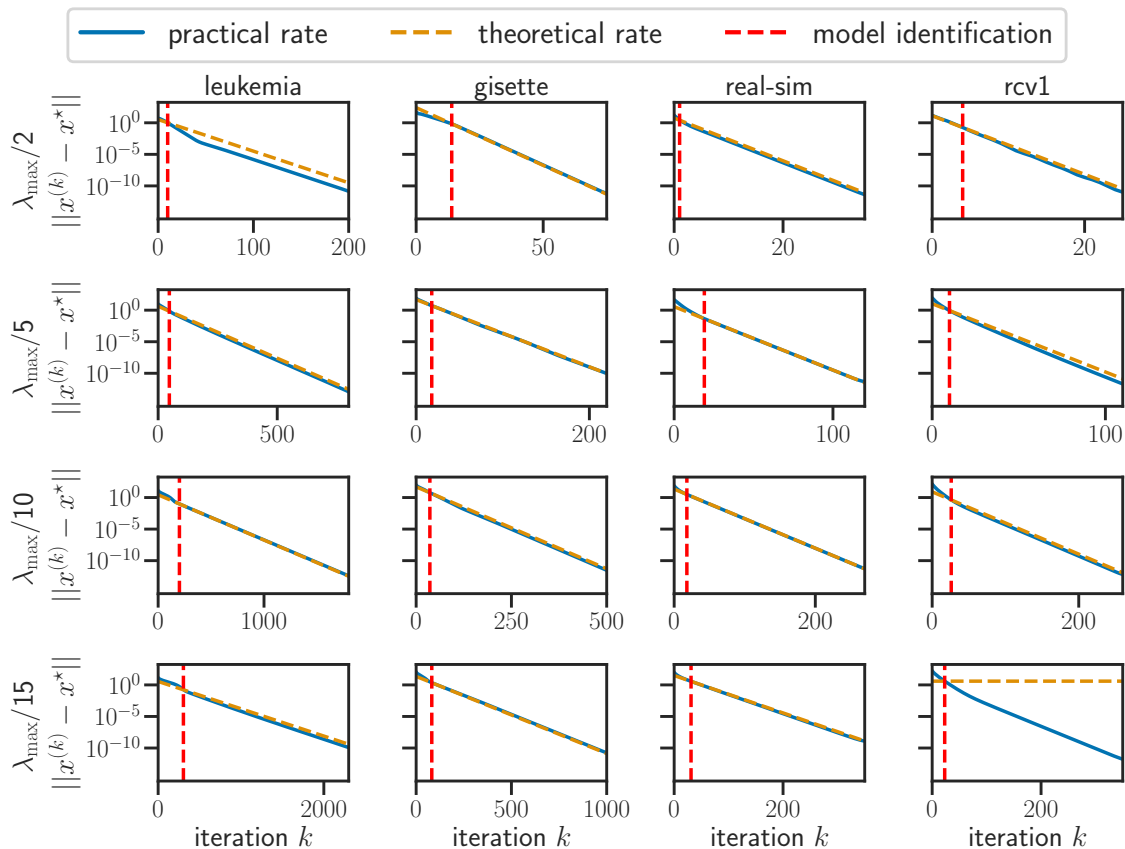 practical rate theoretical rate model identification
leukemia gisette real-sim rcv1
λmax/2
||x^(k) − x*||
10^0
10^−5
10^−10
0 100 200 0 50 0 20 0 20
λmax/5
||x^(k) − x*||
10^0
10^−5
10^−10
0 500 0 200 0 100 0 100
λmax/10
||x^(k) − x*||
10^0
10^−5
10^−10
0 1000 0 250 500 0 200 0 200
λmax/15
||x^(k) − x*||
10^0
10^−5
10^−10
0 2000 0 500 1000 0 200 0 200
iteration k iteration k iteration k iteration k